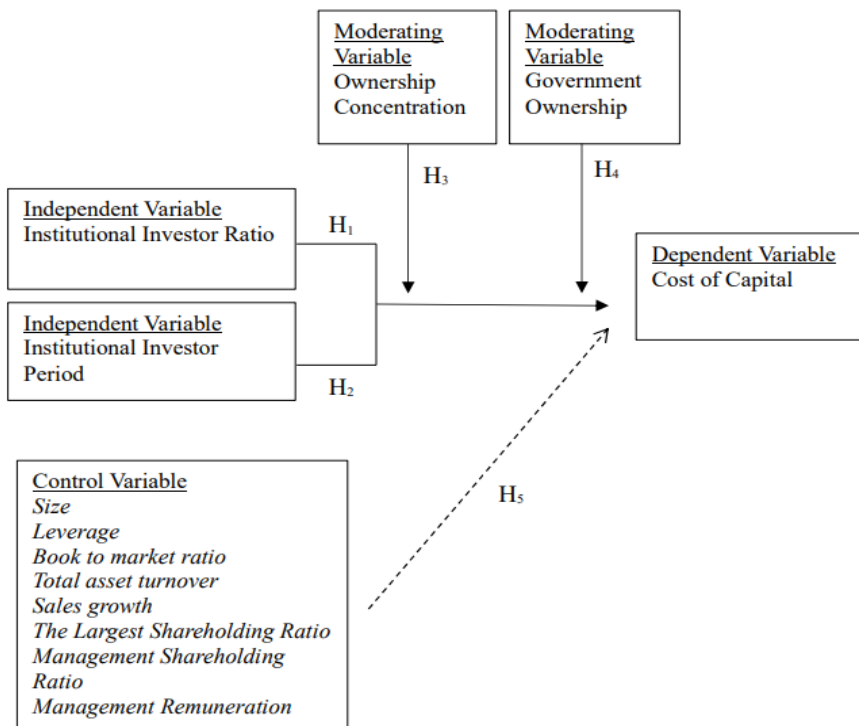 Moderating
Variable
Ownership
Concentration
Moderating
Variable
Government
Ownership
H₃
H₄
Independent Variable
Institutional Investor Ratio
H₁
Dependent Variable
Cost of Capital
Independent Variable
Institutional Investor
Period
H₂
Control Variable
Size
Leverage
Book to market ratio
Total asset turnover
Sales growth
The Largest Shareholding Ratio
Management Shareholding
Ratio
Management Remuneration
H₅